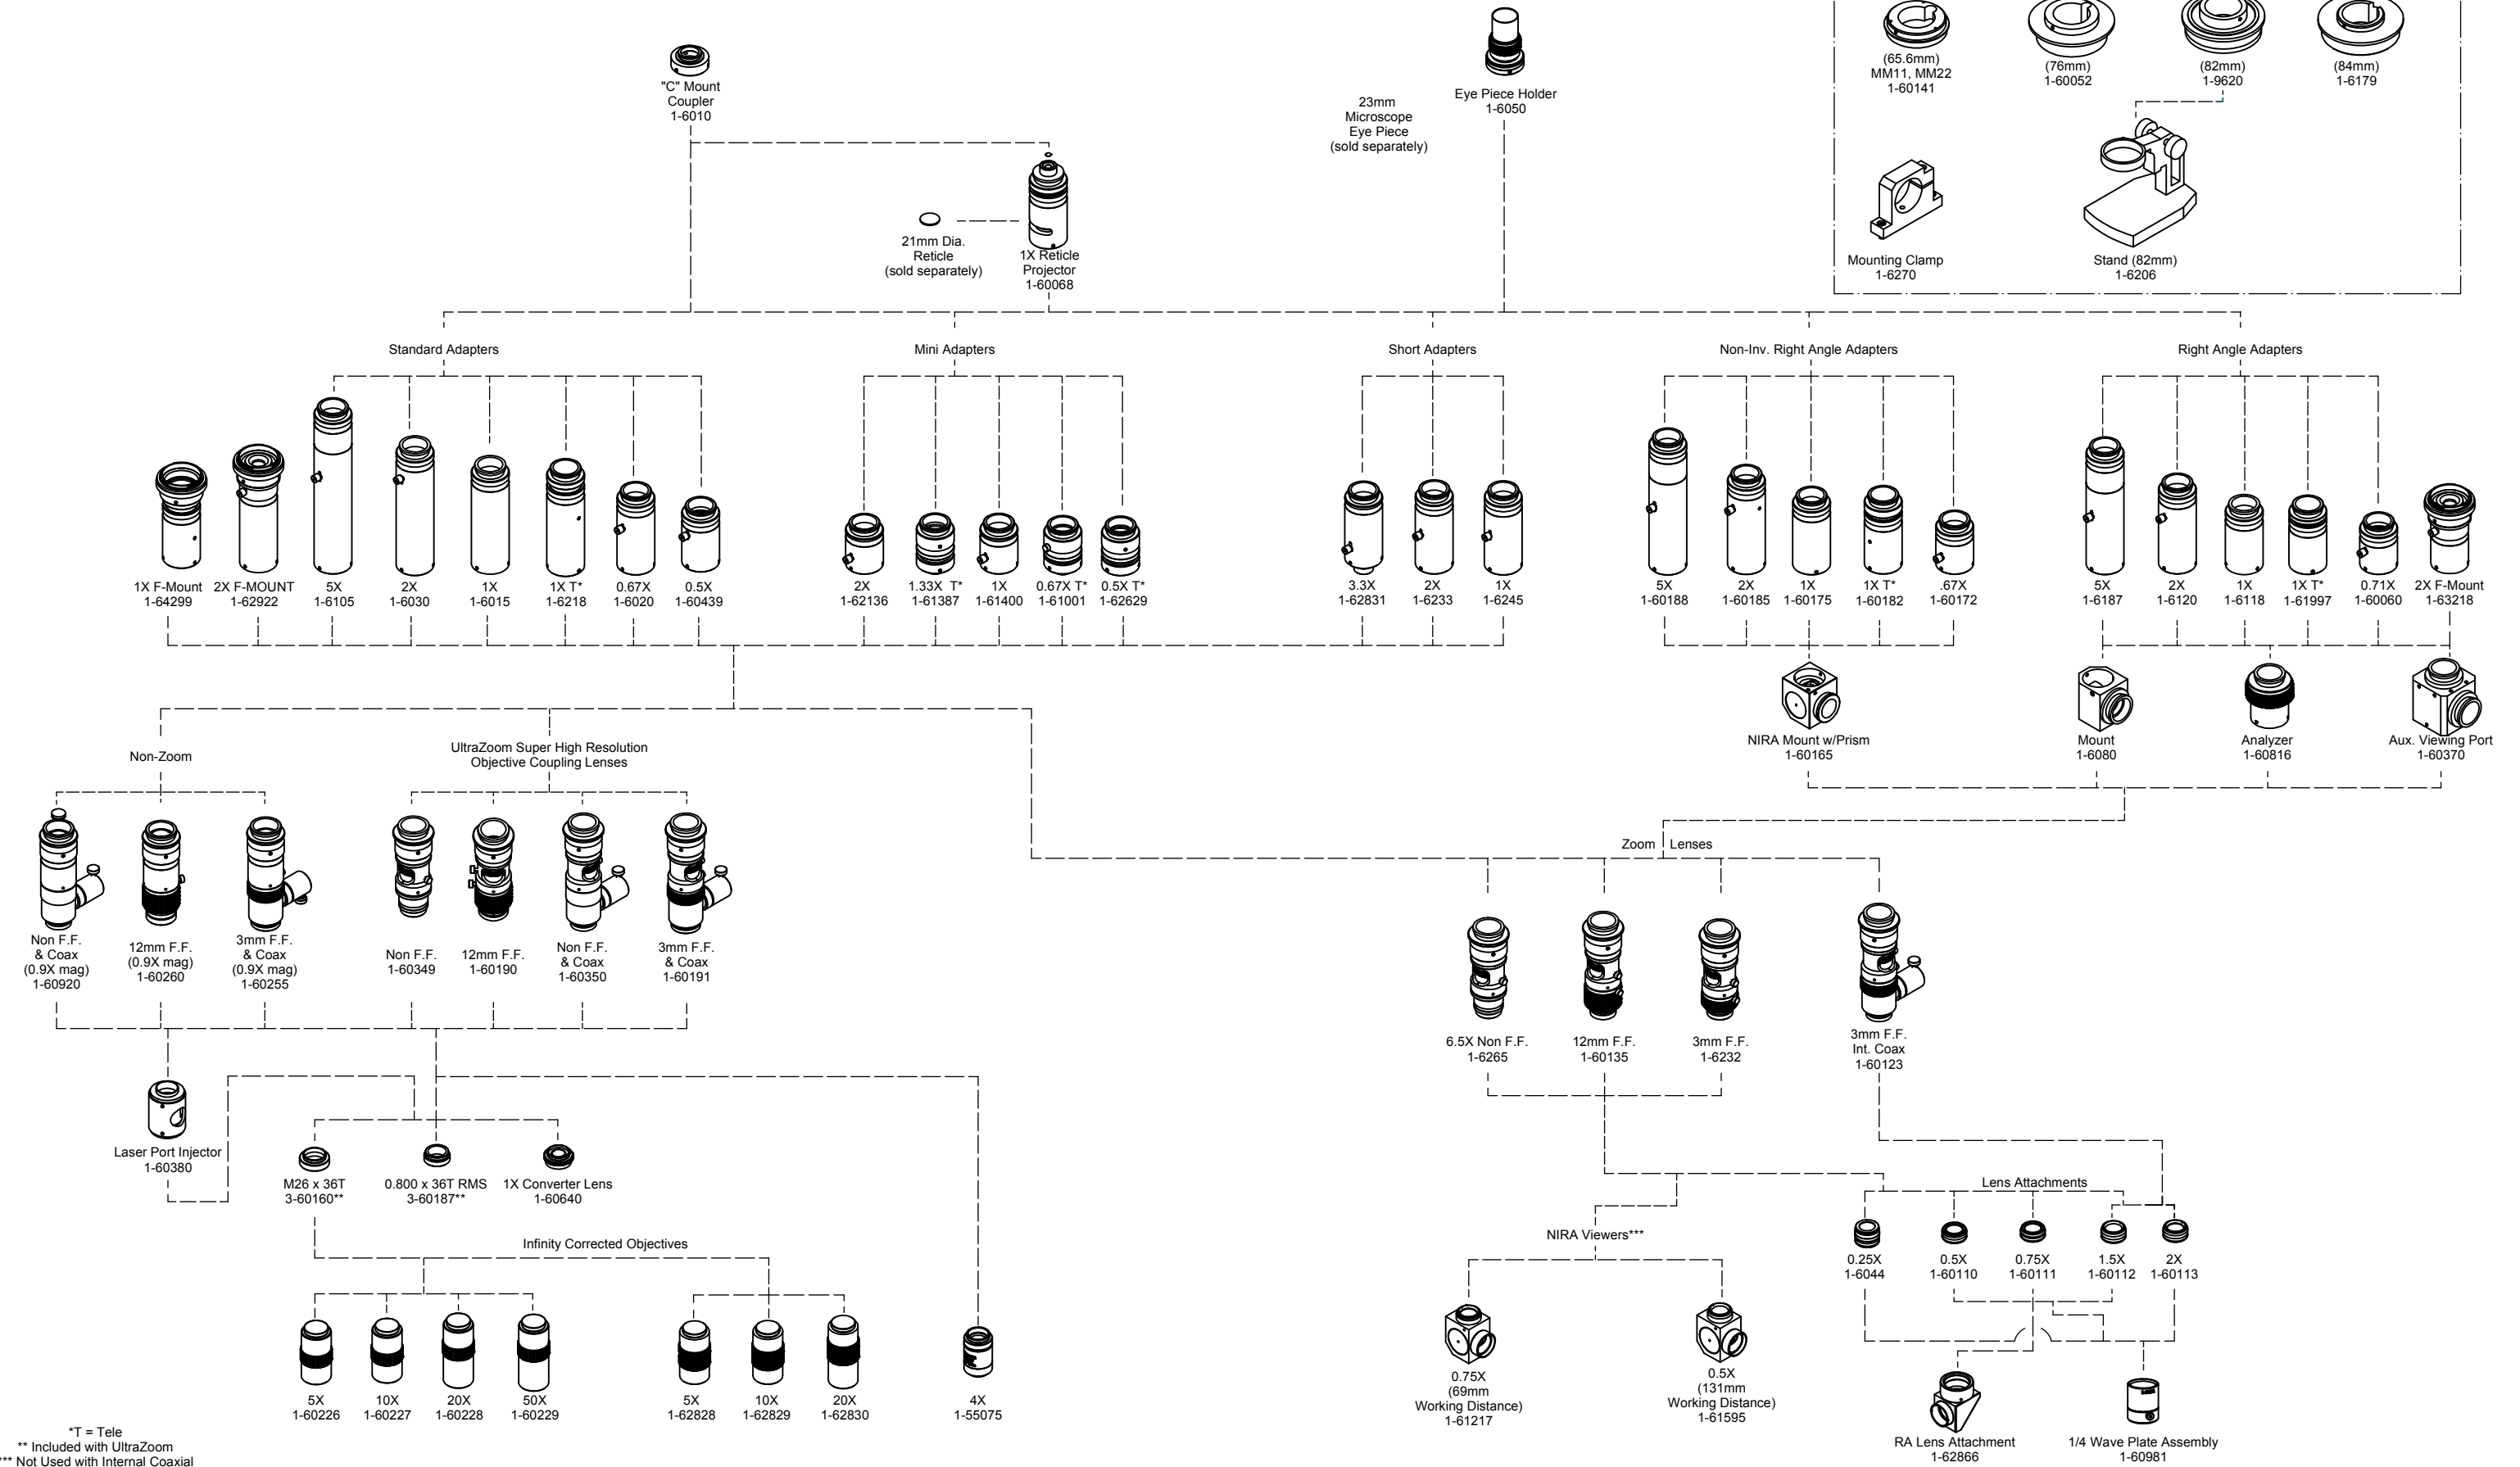 (65.6mm)
MM11, MM22
1-60141
(76mm)
1-60052
(82mm)
1-9620
(84mm)
1-6179
"C" Mount
Coupler
1-6010
23mm
Microscope
Eye Piece
(sold separately)
Eye Piece Holder
1-6050
21mm Dia.
Reticle
(sold separately)
1X Reticle
Projector
1-60068
Mounting Clamp
1-6270
Stand (82mm)
1-6206
Standard Adapters
Mini Adapters
Short Adapters
Non-Inv. Right Angle Adapters
Right Angle Adapters
1X F-Mount
1-64299
2X F-MOUNT
1-62922
5X
1-6105
2X
1-6030
1X
1-6015
1X T*
1-6218
0.67X
1-6020
0.5X
1-60439
2X
1-62136
1.33X T*
1-61387
1X
1-61400
0.67X T*
1-61001
0.5X T*
1-62629
3.3X
1-62831
2X
1-6233
1X
1-6245
5X
1-60188
2X
1-60185
1X
1-60175
1X T*
1-60182
.67X
1-60172
5X
1-6187
2X
1-6120
1X
1-6118
1X T*
1-61997
0.71X
1-60060
2X F-Mount
1-63218
NIRA Mount w/Prism
1-60165
Mount
1-6080
Analyzer
1-60816
Aux. Viewing Port
1-60370
Non-Zoom
UltraZoom Super High Resolution
Objective Coupling Lenses
Zoom Lenses
Non F.F.
& Coax
(0.9X mag)
1-60920
12mm F.F.
(0.9X mag)
1-60260
3mm F.F.
& Coax
(0.9X mag)
1-60255
Non F.F.
1-60349
12mm F.F.
1-60190
Non F.F.
& Coax
1-60350
3mm F.F.
& Coax
1-60191
6.5X Non F.F.
1-6265
12mm F.F.
1-60135
3mm F.F.
1-6232
3mm F.F.
Int. Coax
1-60123
Laser Port Injector
1-60380
M26 x 36T
3-60160**
0.800 x 36T RMS
3-60187**
1X Converter Lens
1-60640
Lens Attachments
NIRA Viewers***
Infinity Corrected Objectives
0.25X
1-6044
0.5X
1-60110
0.75X
1-60111
1.5X
1-60112
2X
1-60113
5X
1-60226
10X
1-60227
20X
1-60228
50X
1-60229
5X
1-62828
10X
1-62829
20X
1-62830
4X
1-55075
0.75X
(69mm
Working Distance)
1-61217
0.5X
(131mm
Working Distance)
1-61595
RA Lens Attachment
1-62866
1/4 Wave Plate Assembly
1-60981
*T = Tele
** Included with UltraZoom
*** Not Used with Internal Coaxial